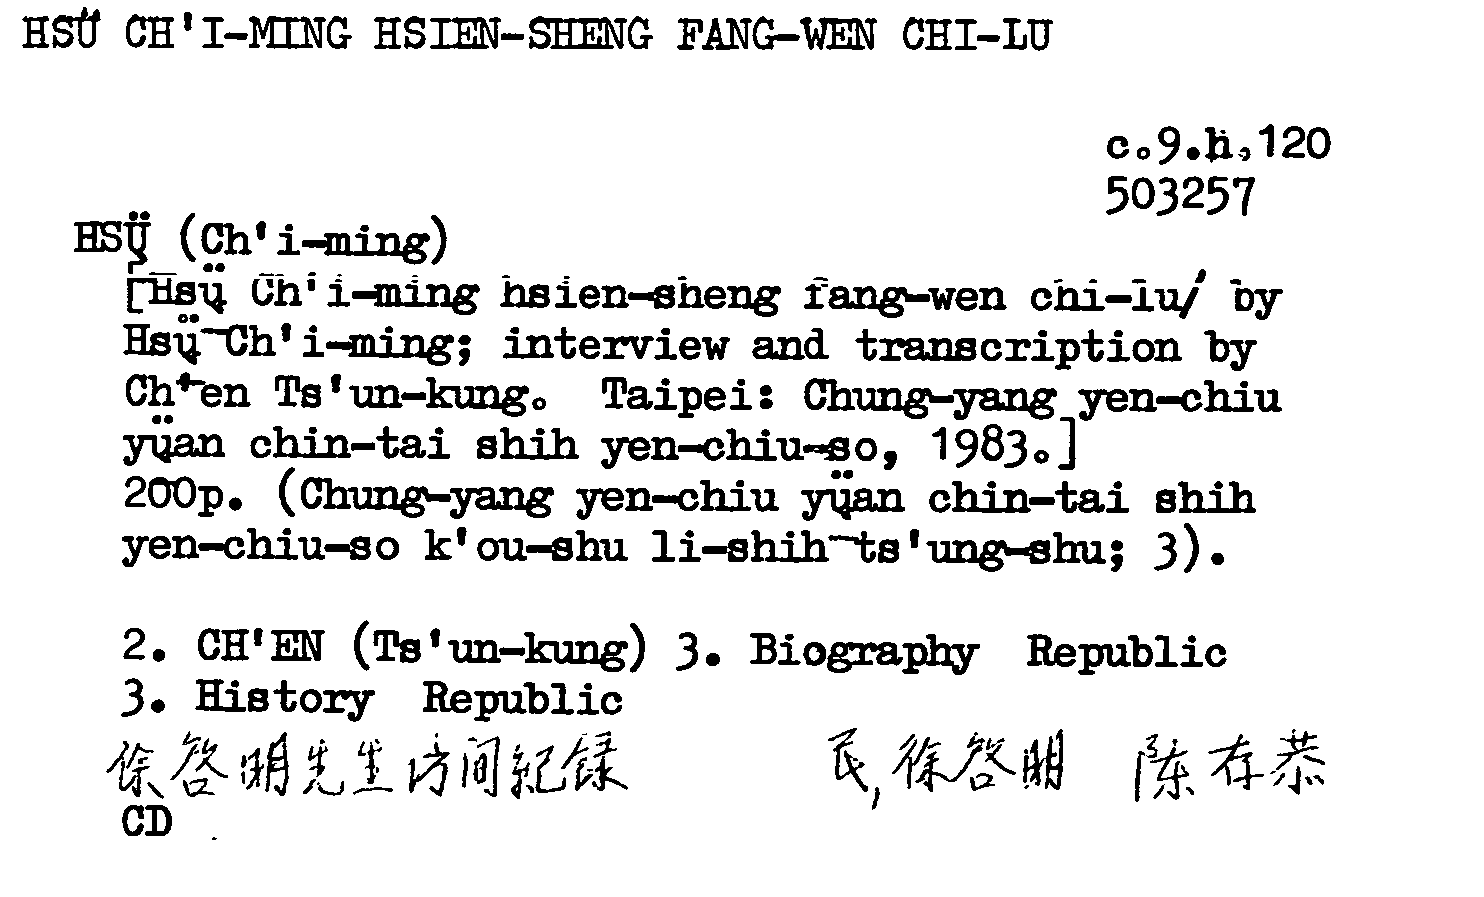 HSÜ CH'I-MING HSIEN-SHENG FANG-WEN CHI-LU
c.9.h.120
503257
HSÜ (Ch'i-ming)
[Hsü Ch'i-ming hsien-sheng fang-wen chi-lu/ by
Hsü Ch'i-ming; interview and transcription by
Ch'en Ts'un-kung. Taipei: Chung-yang yen-chiu
yüan chin-tai shih yen-chiu-so, 1983.]
200p. (Chung-yang yen-chiu yüan chin-tai shih
yen-chiu-so k'ou-shu li-shih ts'ung-shu; 3).
2. CH'EN (Ts'un-kung) 3. Biography Republic
3. History Republic
徐啓明先生访间紀録 民,徐啓明 陈存恭
CD